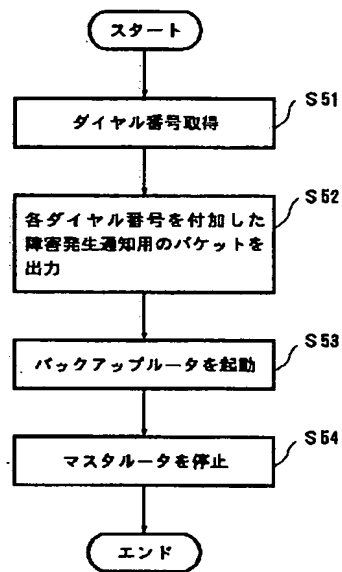 スタート
S51
ダイヤル番号取得
S52
各ダイヤル番号を付加した
障害発生通知用のパケットを
出力
S53
バックアップルータを起動
S54
マスタルータを停止
エンド